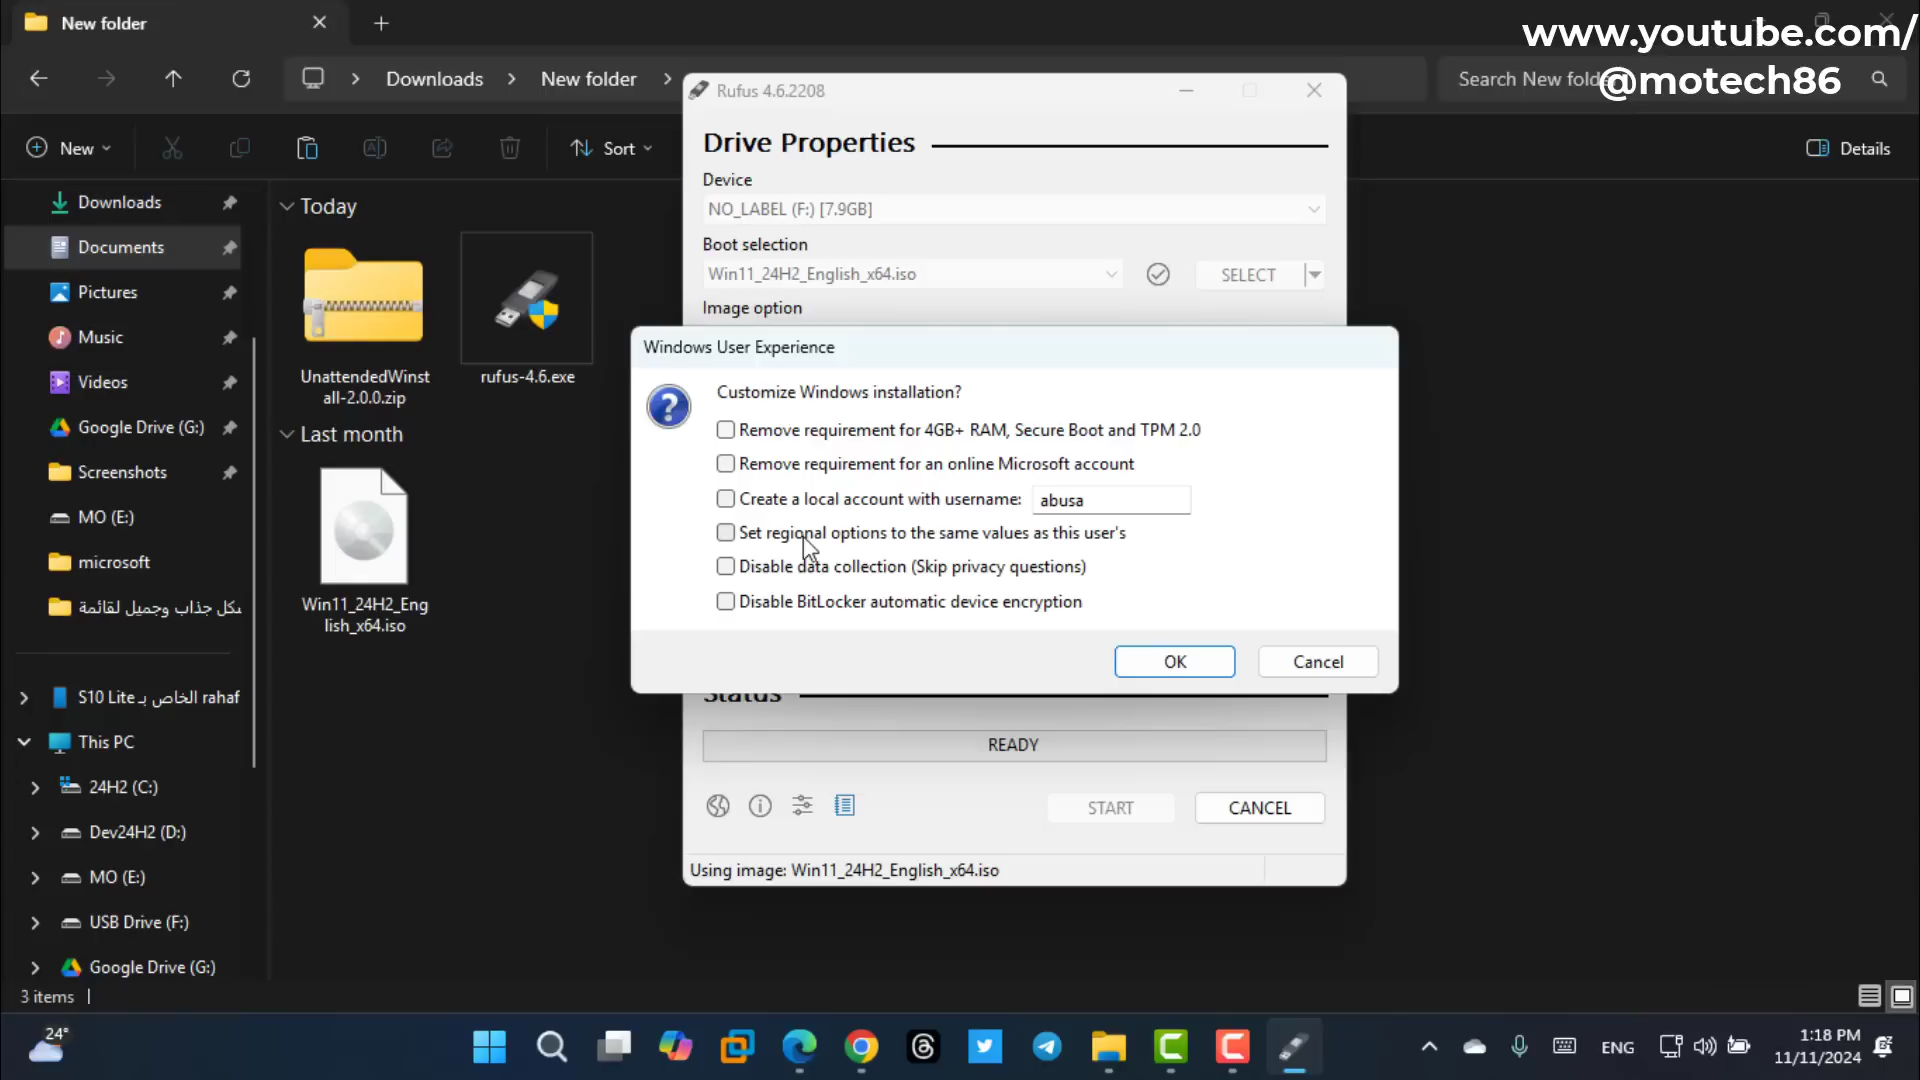 New folder
www.youtube.com/
@motech86
Downloads
New folder
Search New
New
Sort
Details
Downloads
Documents
Pictures
Music
Videos
Google Drive (G:)
Screenshots
MO (E:)
microsoft
شكل جذاب وجميل لقائمة
S10 Lite الخاص بـ rahaf
This PC
24H2 (C:)
Dev24H2 (D:)
MO (E:)
USB Drive (F:)
Google Drive (G:)
3 items
Today
UnattendedWinst
all-2.0.0.zip
rufus-4.6.exe
Last month
Win11_24H2_Eng
lish_x64.iso
Rufus 4.6.2208
Drive Properties
Device
NO_LABEL (F:) [7.9GB]
Boot selection
Win11_24H2_English_x64.iso
SELECT
Image option
Windows User Experience
Customize Windows installation?
Remove requirement for 4GB+ RAM, Secure Boot and TPM 2.0
Remove requirement for an online Microsoft account
Create a local account with username: abusa
Set regional options to the same values as this user's
Disable data collection (Skip privacy questions)
Disable BitLocker automatic device encryption
OK
Cancel
Status
READY
START
CANCEL
Using image: Win11_24H2_English_x64.iso
24°
ENG
1:18 PM
11/11/2024